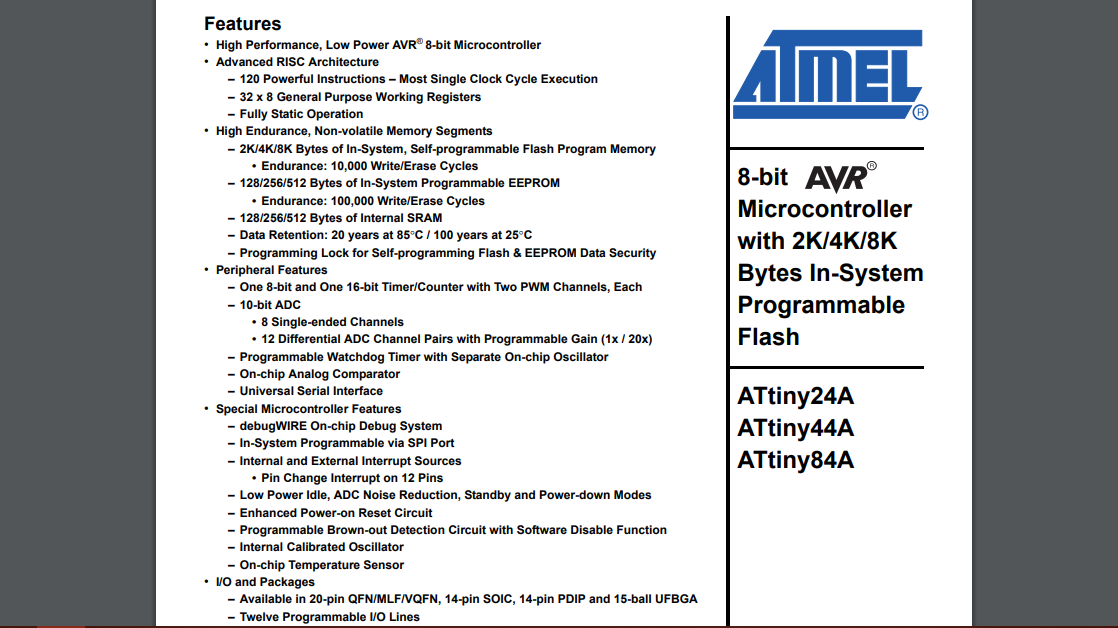 Features
• High Performance, Low Power AVR® 8-bit Microcontroller
• Advanced RISC Architecture
– 120 Powerful Instructions – Most Single Clock Cycle Execution
– 32 x 8 General Purpose Working Registers
– Fully Static Operation
• High Endurance, Non-volatile Memory Segments
– 2K/4K/8K Bytes of In-System, Self-programmable Flash Program Memory
• Endurance: 10,000 Write/Erase Cycles
– 128/256/512 Bytes of In-System Programmable EEPROM
• Endurance: 100,000 Write/Erase Cycles
– 128/256/512 Bytes of Internal SRAM
– Data Retention: 20 years at 85°C / 100 years at 25°C
– Programming Lock for Self-programming Flash & EEPROM Data Security
• Peripheral Features
– One 8-bit and One 16-bit Timer/Counter with Two PWM Channels, Each
– 10-bit ADC
• 8 Single-ended Channels
• 12 Differential ADC Channel Pairs with Programmable Gain (1x / 20x)
– Programmable Watchdog Timer with Separate On-chip Oscillator
– On-chip Analog Comparator
– Universal Serial Interface
• Special Microcontroller Features
– debugWIRE On-chip Debug System
– In-System Programmable via SPI Port
– Internal and External Interrupt Sources
• Pin Change Interrupt on 12 Pins
– Low Power Idle, ADC Noise Reduction, Standby and Power-down Modes
– Enhanced Power-on Reset Circuit
– Programmable Brown-out Detection Circuit with Software Disable Function
– Internal Calibrated Oscillator
– On-chip Temperature Sensor
• I/O and Packages
– Available in 20-pin QFN/MLF/VQFN, 14-pin SOIC, 14-pin PDIP and 15-ball UFBGA
– Twelve Programmable I/O Lines
ATMEL®
8-bit AVR®
Microcontroller
with 2K/4K/8K
Bytes In-System
Programmable
Flash
ATtiny24A
ATtiny44A
ATtiny84A